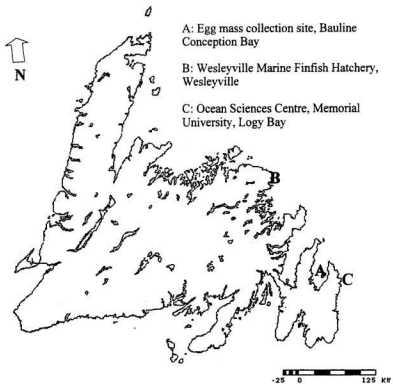 A: Egg mass collection site, Bauline
Conception Bay
N
B: Wesleyville Marine Finfish Hatchery,
Wesleyville
C: Ocean Sciences Centre, Memorial
University, Logy Bay
B
A
C
-25 0 125 KM